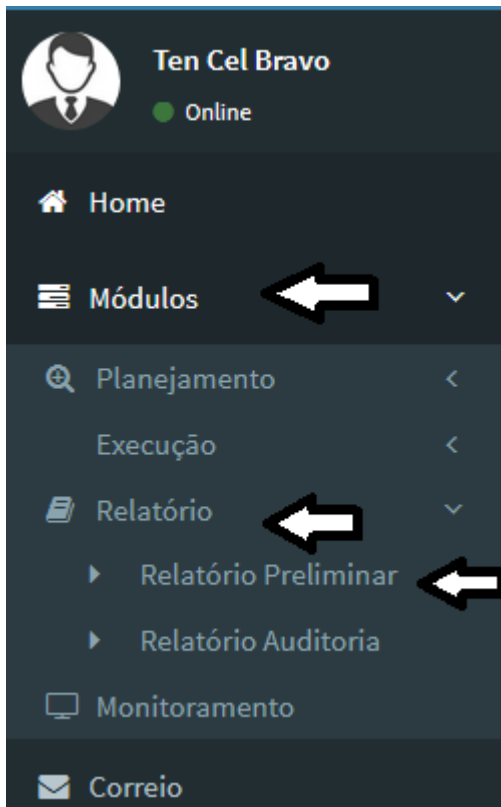 Ten Cel Bravo
Online
Home
Módulos
Planejamento
Execução
Relatório
Relatório Preliminar
Relatório Auditoria
Monitoramento
Correio